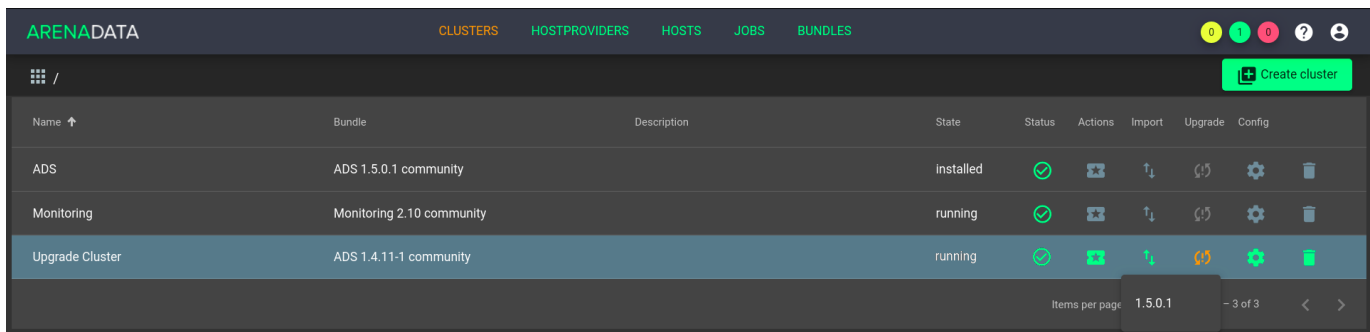 ARENADATA CLUSTERS HOSTPROVIDERS HOSTS JOBS BUNDLES 0 1 0
/ Create cluster
Name Bundle Description State Status Actions Import Upgrade Config
ADS ADS 1.5.0.1 community installed
Monitoring Monitoring 2.10 community running
Upgrade Cluster ADS 1.4.11-1 community running
Items per page 1.5.0.1 – 3 of 3